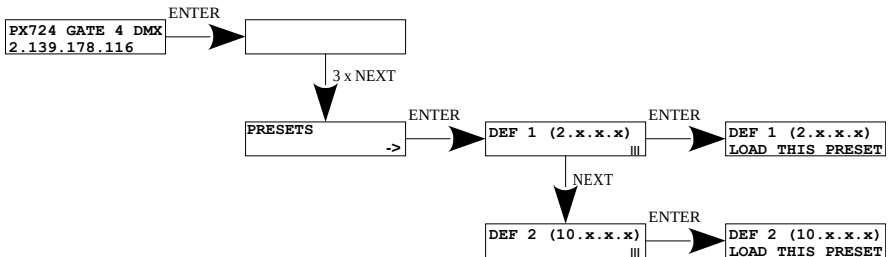 ENTER
PX724 GATE 4 DMX
2.139.178.116
3 x NEXT
PRESETS
->
ENTER
DEF 1 (2.x.x.x)
|||
ENTER
DEF 1 (2.x.x.x)
LOAD THIS PRESET
NEXT
DEF 2 (10.x.x.x)
|||
ENTER
DEF 2 (10.x.x.x)
LOAD THIS PRESET